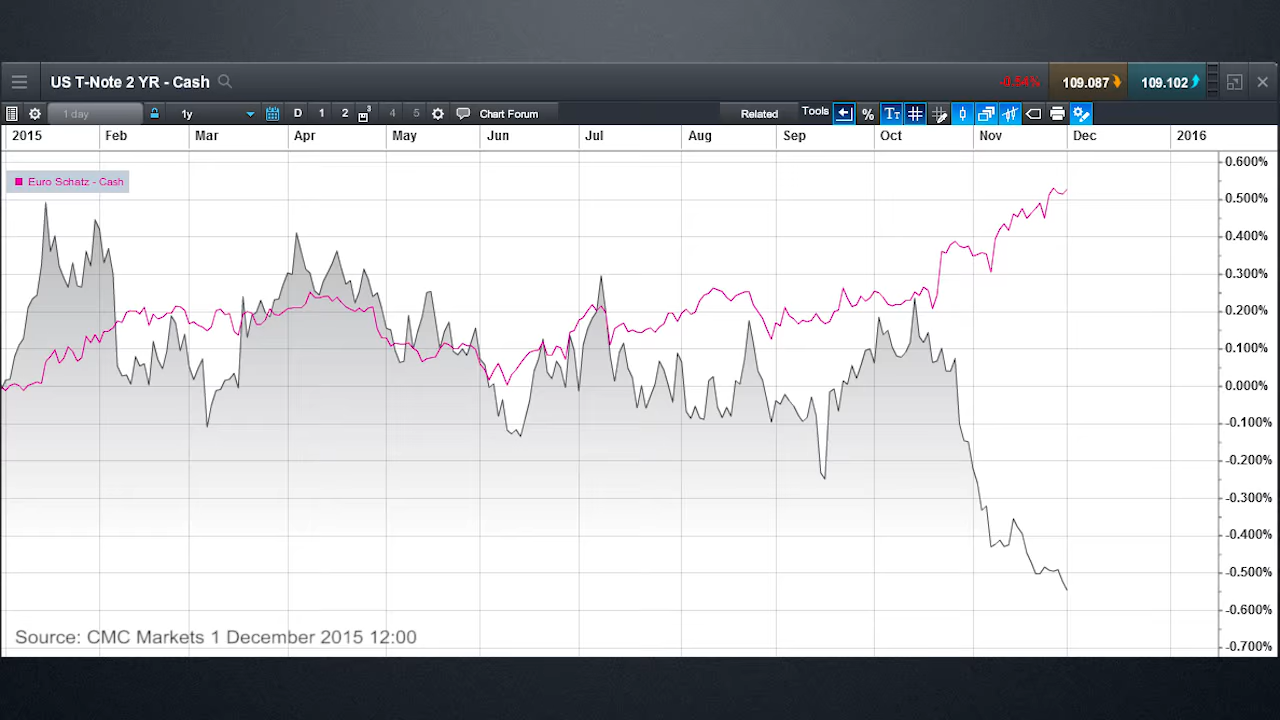 US T-Note 2 YR - Cash
-0.54% 109.087 109.102
1 day 1y D 1 2 3 4 5 Chart Forum Related Tools %
2015 Feb Mar Apr May Jun Jul Aug Sep Oct Nov Dec 2016
Euro Schatz - Cash
0.600%
0.500%
0.400%
0.300%
0.200%
0.100%
0.000%
-0.100%
-0.200%
-0.300%
-0.400%
-0.500%
-0.600%
-0.700%
Source: CMC Markets 1 December 2015 12:00